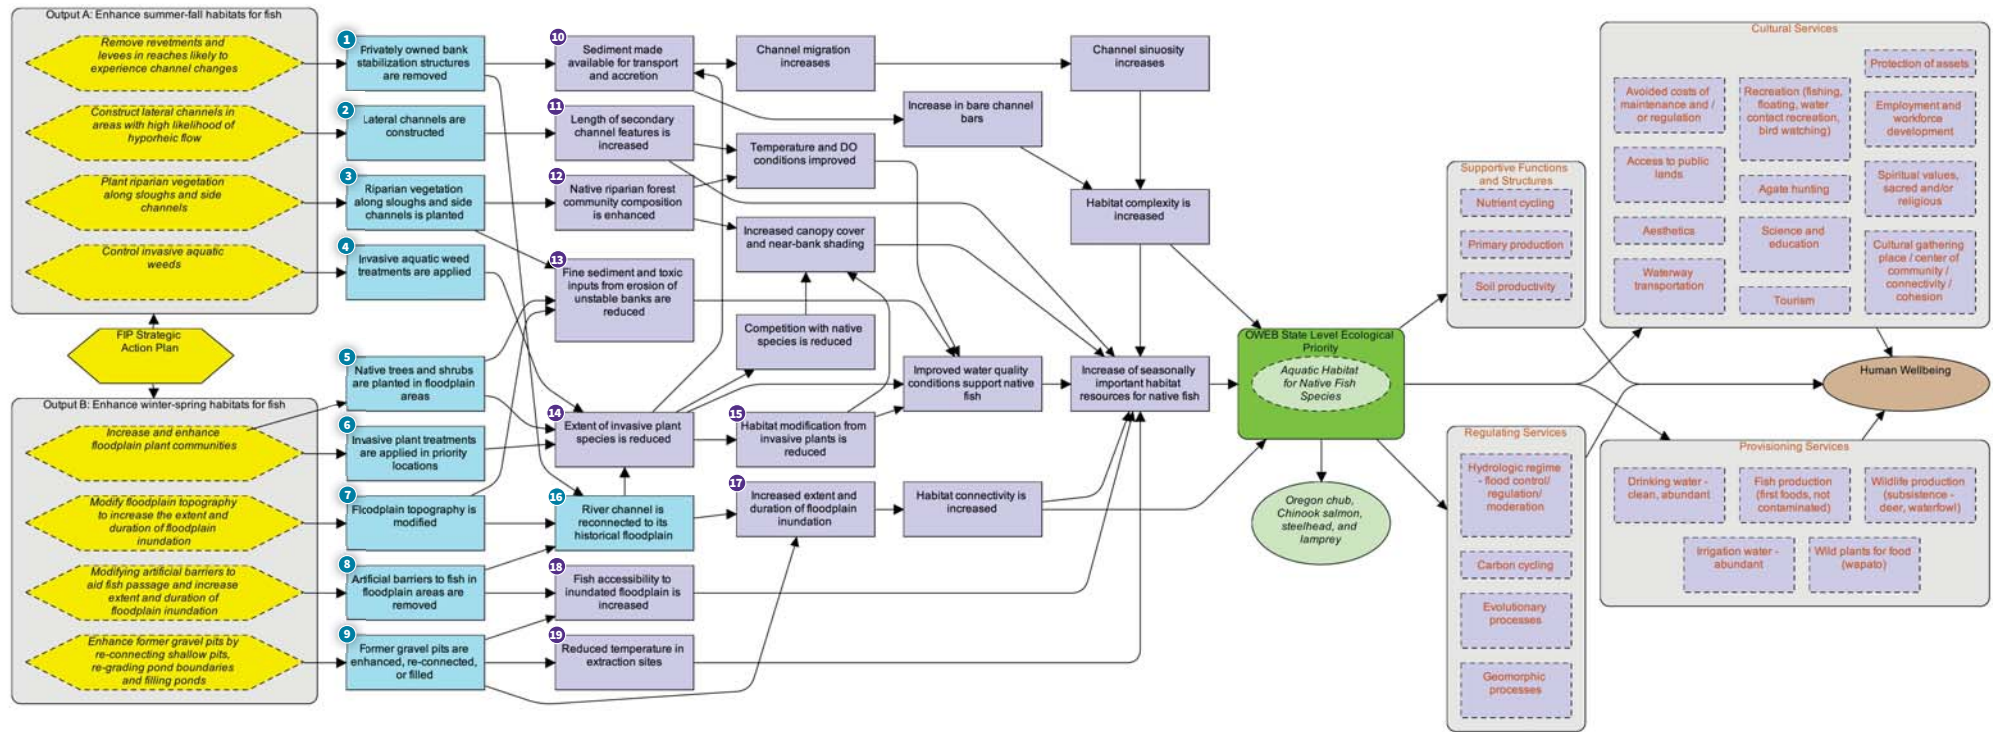 Output A: Enhance summer-fall habitats for fish
Remove revetments and
levees in reaches likely to
experience channel changes
Construct lateral channels in
areas with high likelihood of
hyporheic flow
Plant riparian vegetation
along sloughs and side
channels
Control invasive aquatic
weeds
FIP Strategic
Action Plan
Output B: Enhance winter-spring habitats for fish
Increase and enhance
floodplain plant communities
Modify floodplain topography
to increase the extent and
duration of floodplain
inundation
Modifying artificial barriers to
aid fish passage and increase
extent and duration of
floodplain inundation
Enhance former gravel pits by
re-connecting shallow pits,
re-grading pond boundaries
and filling ponds
1
Privately owned bank
stabilization structures
are removed
2
Lateral channels are
constructed
3
Riparian vegetation
along sloughs and side
channels is planted
4
Invasive aquatic weed
treatments are applied
5
Native trees and shrubs
are planted in floodplain
areas
6
Invasive plant treatments
are applied in priority
locations
7
Floodplain topography is
modified
8
Artificial barriers to fish in
floodplain areas are
removed
9
Former gravel pits are
enhanced, re-connected,
or filled
10
Sediment made
available for transport
and accretion
11
Length of secondary
channel features is
increased
12
Native riparian forest
community composition
is enhanced
13
Fine sediment and toxic
inputs from erosion of
unstable banks are
reduced
14
Extent of invasive plant
species is reduced
16
River channel is
reconnected to its
historical floodplain
18
Fish accessibility to
inundated floodplain is
increased
19
Reduced temperature in
extraction sites
Channel migration
increases
Temperature and DO
conditions improved
Increased canopy cover
and near-bank shading
Competition with native
species is reduced
15
Habitat modification from
invasive plants is
reduced
17
Increased extent and
duration of floodplain
inundation
Increase in bare channel
bars
Improved water quality
conditions support native
fish
Habitat connectivity is
increased
Channel sinuosity
increases
Habitat complexity is
increased
Increase of seasonally
important habitat
resources for native fish
OWEB State Level Ecological
Priority
Aquatic Habitat
for Native Fish
Species
Oregon chub,
Chinook salmon,
steelhead, and
lamprey
Supportive Functions
and Structures
Nutrient cycling
Primary production
Soil productivity
Regulating Services
Hydrologic regime
- flood control/
regulation/
moderation
Carbon cycling
Evolutionary
processes
Geomorphic
processes
Cultural Services
Avoided costs of
maintenance and /
or regulation
Access to public
lands
Aesthetics
Waterway
transportation
Recreation (fishing,
floating, water
contact recreation,
bird watching)
Agate hunting
Science and
education
Tourism
Protection of assets
Employment and
workforce
development
Spiritual values,
sacred and/or
religious
Cultural gathering
place / center of
community /
connectivity /
cohesion
Human Wellbeing
Provisioning Services
Drinking water -
clean, abundant
Fish production
(first foods, not
contaminated)
Wildlife production
(subsistence -
deer, waterfowl)
Irrigation water -
abundant
Wild plants for food
(wapato)